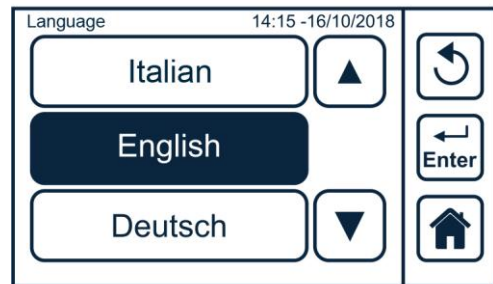 Language 14:15 -16/10/2018
Italian
English
Enter
Deutsch